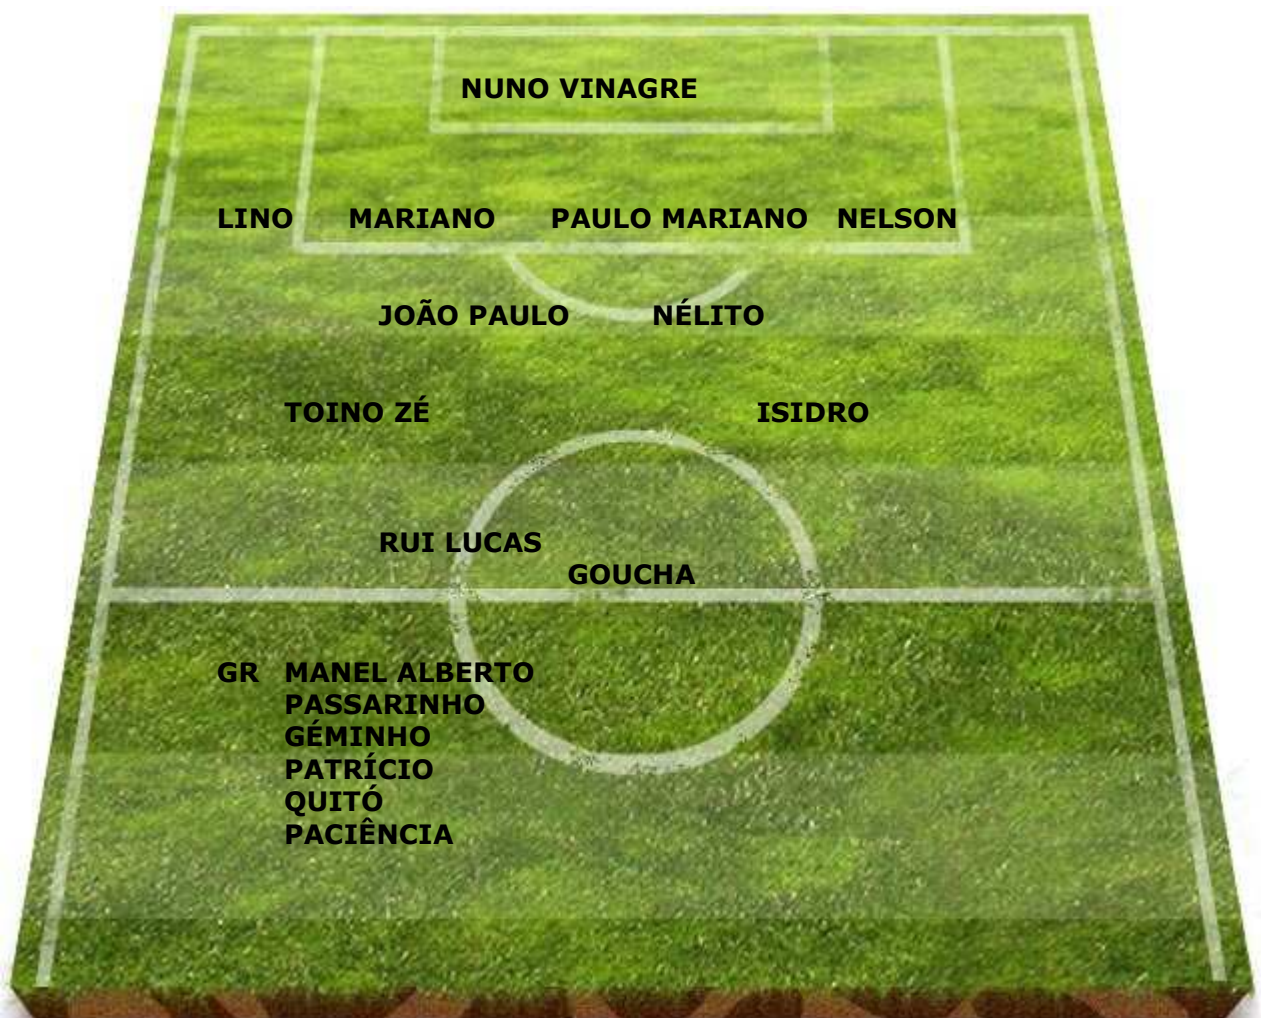 NUNO VINAGRE
LINO MARIANO PAULO MARIANO NELSON
JOÃO PAULO NÉLITO
TOINO ZÉ ISIDRO
RUI LUCAS
GOUCHA
GR MANEL ALBERTO
PASSARINHO
GÉMINHO
PATRÍCIO
QUITÓ
PACIÊNCIA